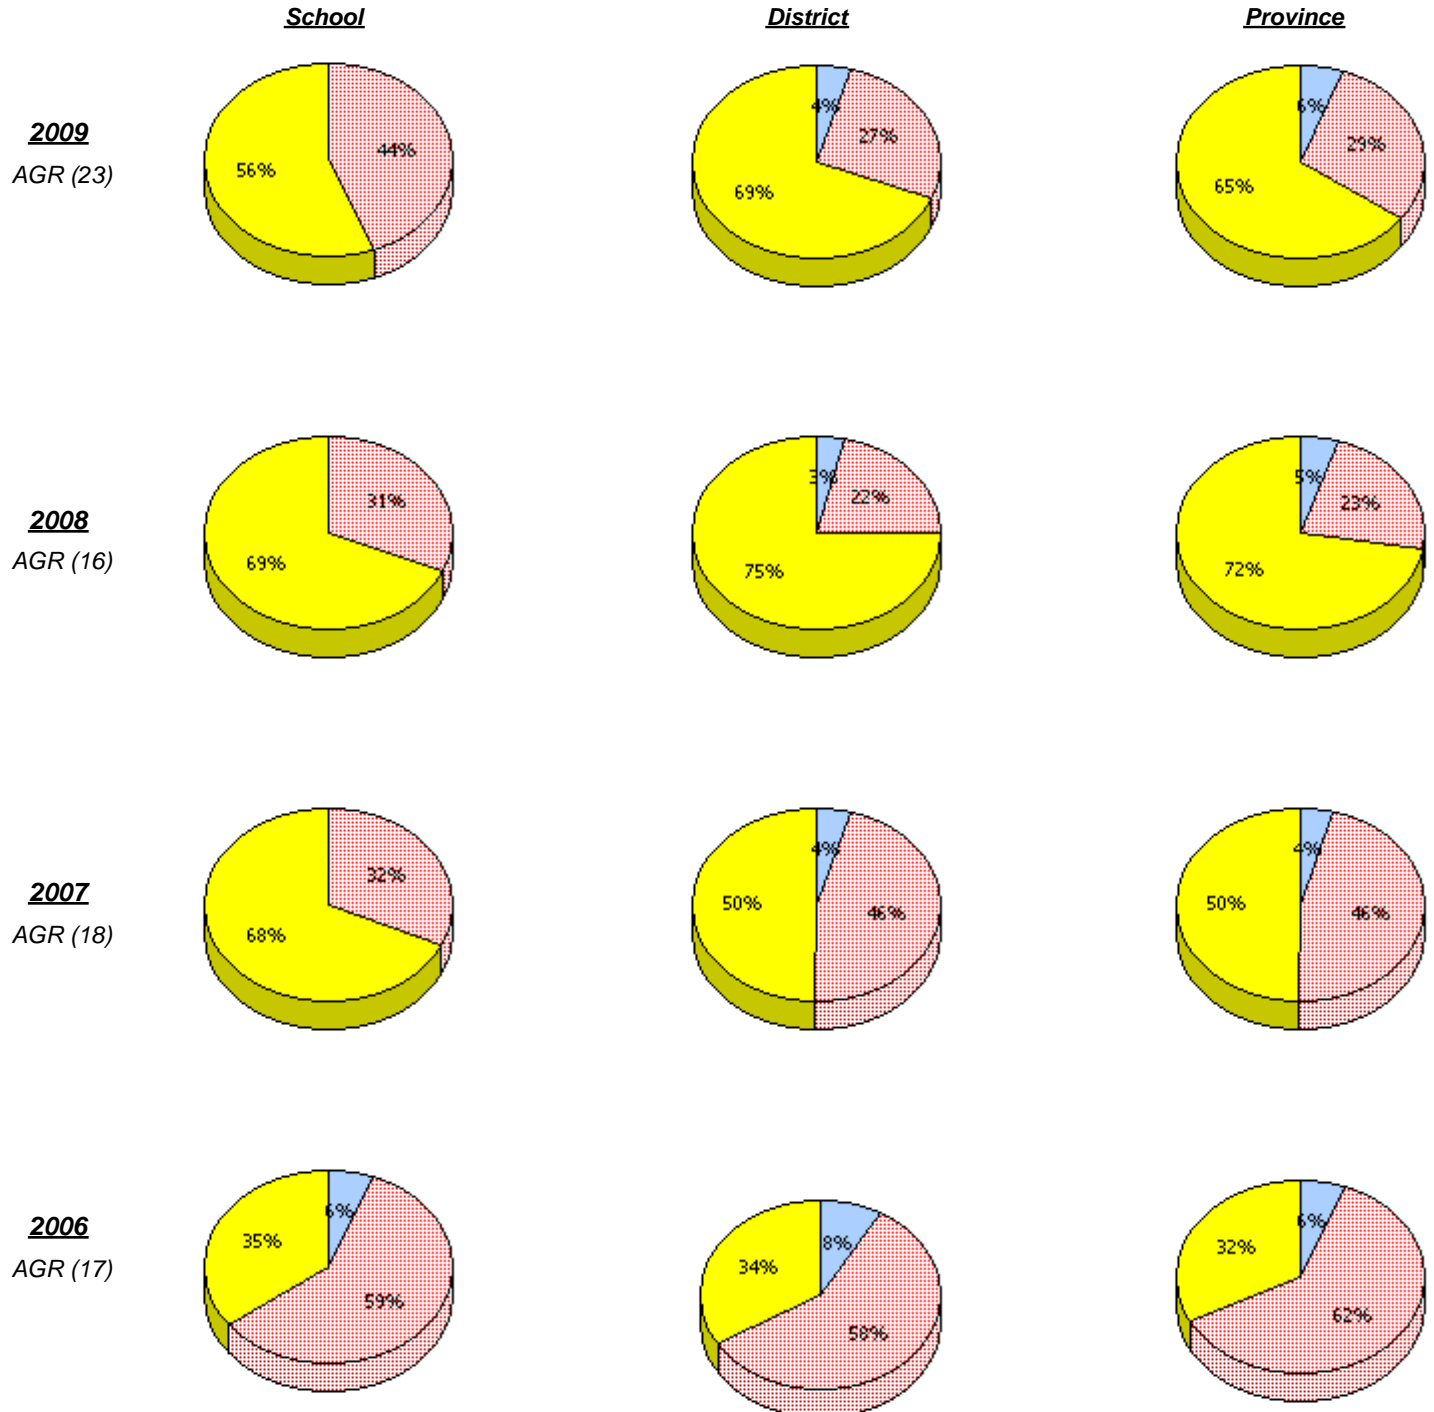 School District Province
2009
AGR (23)
56% 44%
69% 4% 27%
65% 6% 29%
2008
AGR (16)
69% 31%
75% 3% 22%
72% 5% 23%
2007
AGR (18)
68% 32%
50% 4% 46%
50% 4% 46%
2006
AGR (17)
35% 6% 59%
34% 8% 58%
32% 6% 62%